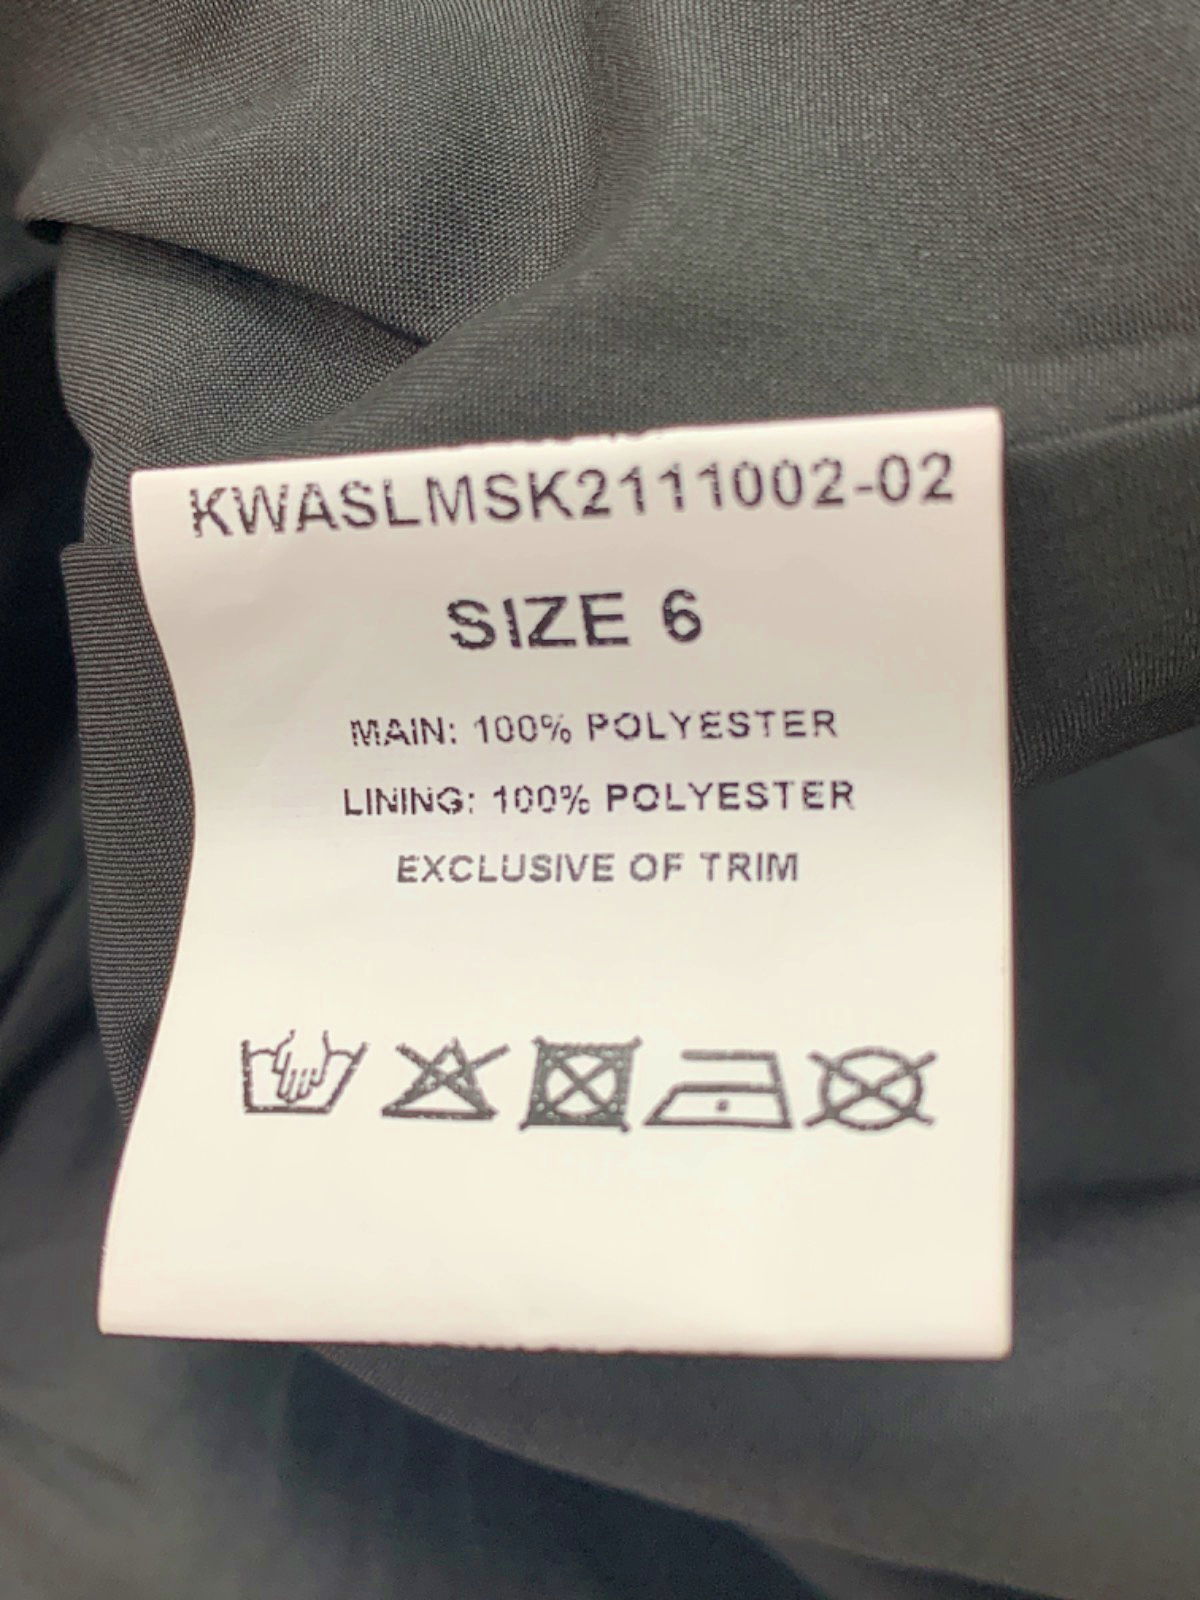 KWASLMSK2111002-02
SIZE 6
MAIN: 100% POLYESTER
LINING: 100% POLYESTER
EXCLUSIVE OF TRIM